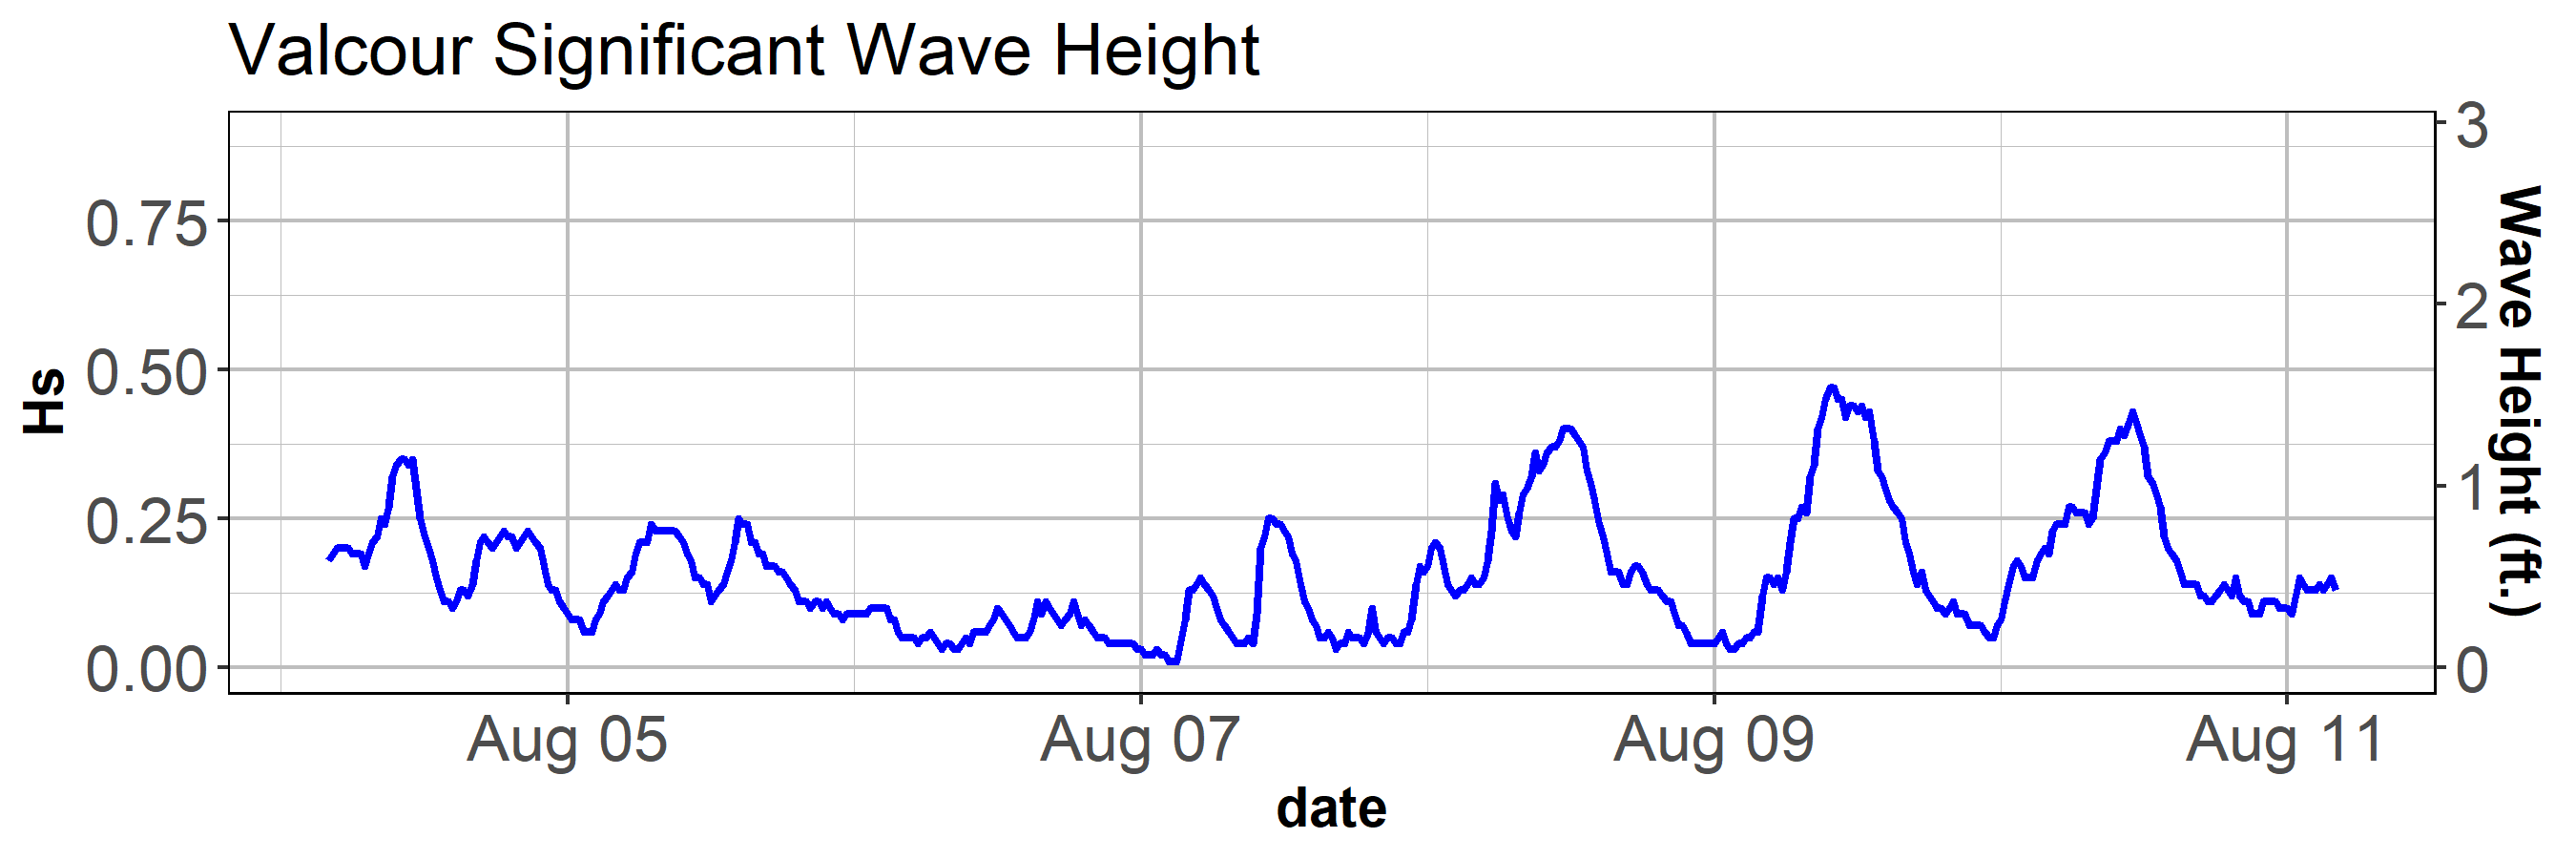 Valcour Significant Wave Height
Hs
0.75
0.50
0.25
0.00
3
2
1
0
Wave Height (ft.)
Aug 05
Aug 07
Aug 09
Aug 11
date